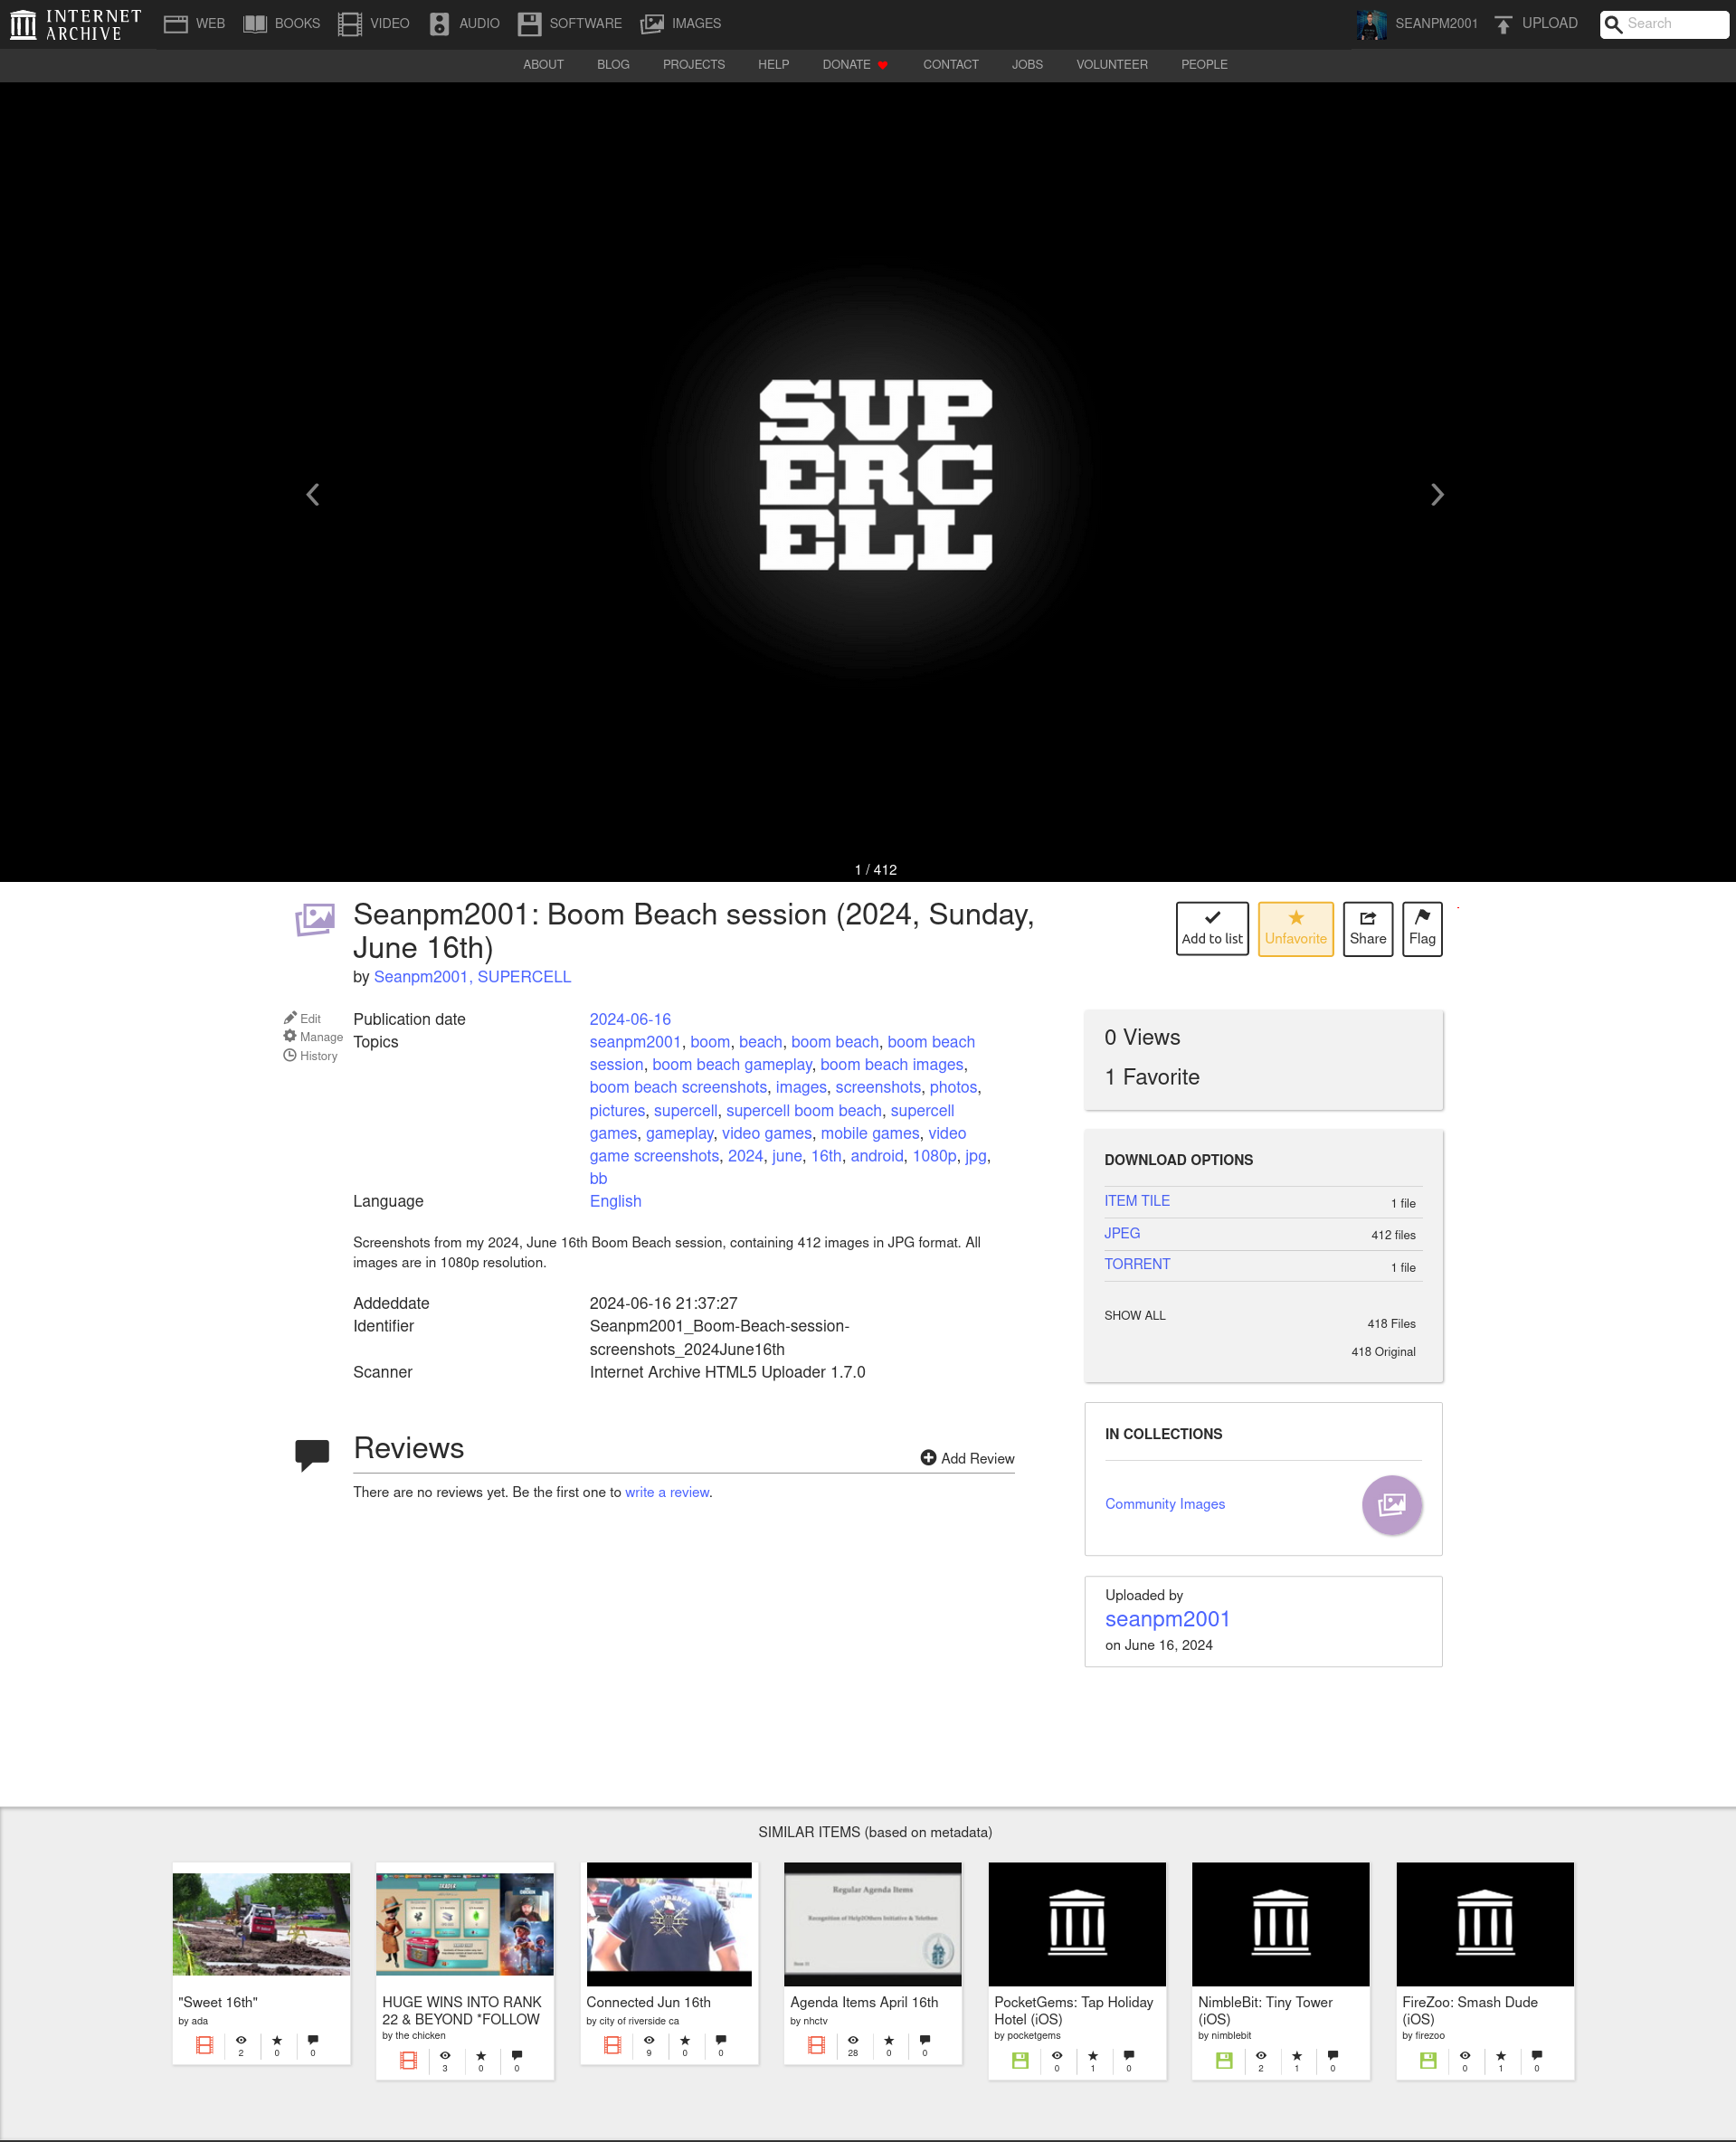 INTERNET
ARCHIVE
WEB
BOOKS
VIDEO
AUDIO
SOFTWARE
IMAGES
SEANPM2001
UPLOAD
Search
ABOUT
BLOG
PROJECTS
HELP
DONATE
CONTACT
JOBS
VOLUNTEER
PEOPLE
SUP
ERC
ELL
1 / 412
Seanpm2001: Boom Beach session (2024, Sunday,
June 16th)
by Seanpm2001, SUPERCELL
Add to list
Unfavorite
Share
Flag
Edit
Manage
History
Publication date 2024-06-16
Topics seanpm2001, boom, beach, boom beach, boom beach
session, boom beach gameplay, boom beach images,
boom beach screenshots, images, screenshots, photos,
pictures, supercell, supercell boom beach, supercell
games, gameplay, video games, mobile games, video
game screenshots, 2024, june, 16th, android, 1080p, jpg,
bb
Language English
Screenshots from my 2024, June 16th Boom Beach session, containing 412 images in JPG format. All
images are in 1080p resolution.
Addeddate 2024-06-16 21:37:27
Identifier Seanpm2001_Boom-Beach-session-
screenshots_2024June16th
Scanner Internet Archive HTML5 Uploader 1.7.0
Reviews
Add Review
There are no reviews yet. Be the first one to write a review.
0 Views
1 Favorite
DOWNLOAD OPTIONS
ITEM TILE 1 file
JPEG 412 files
TORRENT 1 file
SHOW ALL
418 Files
418 Original
IN COLLECTIONS
Community Images
Uploaded by
seanpm2001
on June 16, 2024
SIMILAR ITEMS (based on metadata)
"Sweet 16th"
by ada
2 0 0
HUGE WINS INTO RANK
22 & BEYOND *FOLLOW
by the chicken
3 0 0
Connected Jun 16th
by city of riverside ca
9 0 0
Regular Agenda Items
Agenda Items April 16th
by nhctv
28 0 0
PocketGems: Tap Holiday
Hotel (iOS)
by pocketgems
0 1 0
NimbleBit: Tiny Tower
(iOS)
by nimblebit
2 1 0
FireZoo: Smash Dude
(iOS)
by firezoo
0 1 0